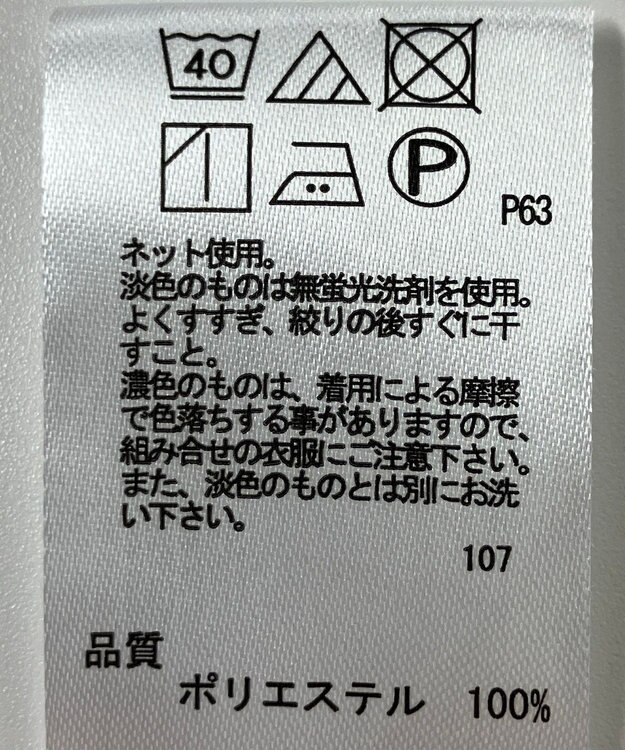 40
P
P63
ネット使用。
淡色のものは無蛍光洗剤を使用。
よくすすぎ、絞りの後すぐに干
すこと。
濃色のものは、着用による摩擦
で色落ちする事がありますので、
組み合せの衣服にご注意下さい。
また、淡色のものとは別にお洗
い下さい。
107
品質
ポリエステル 100%